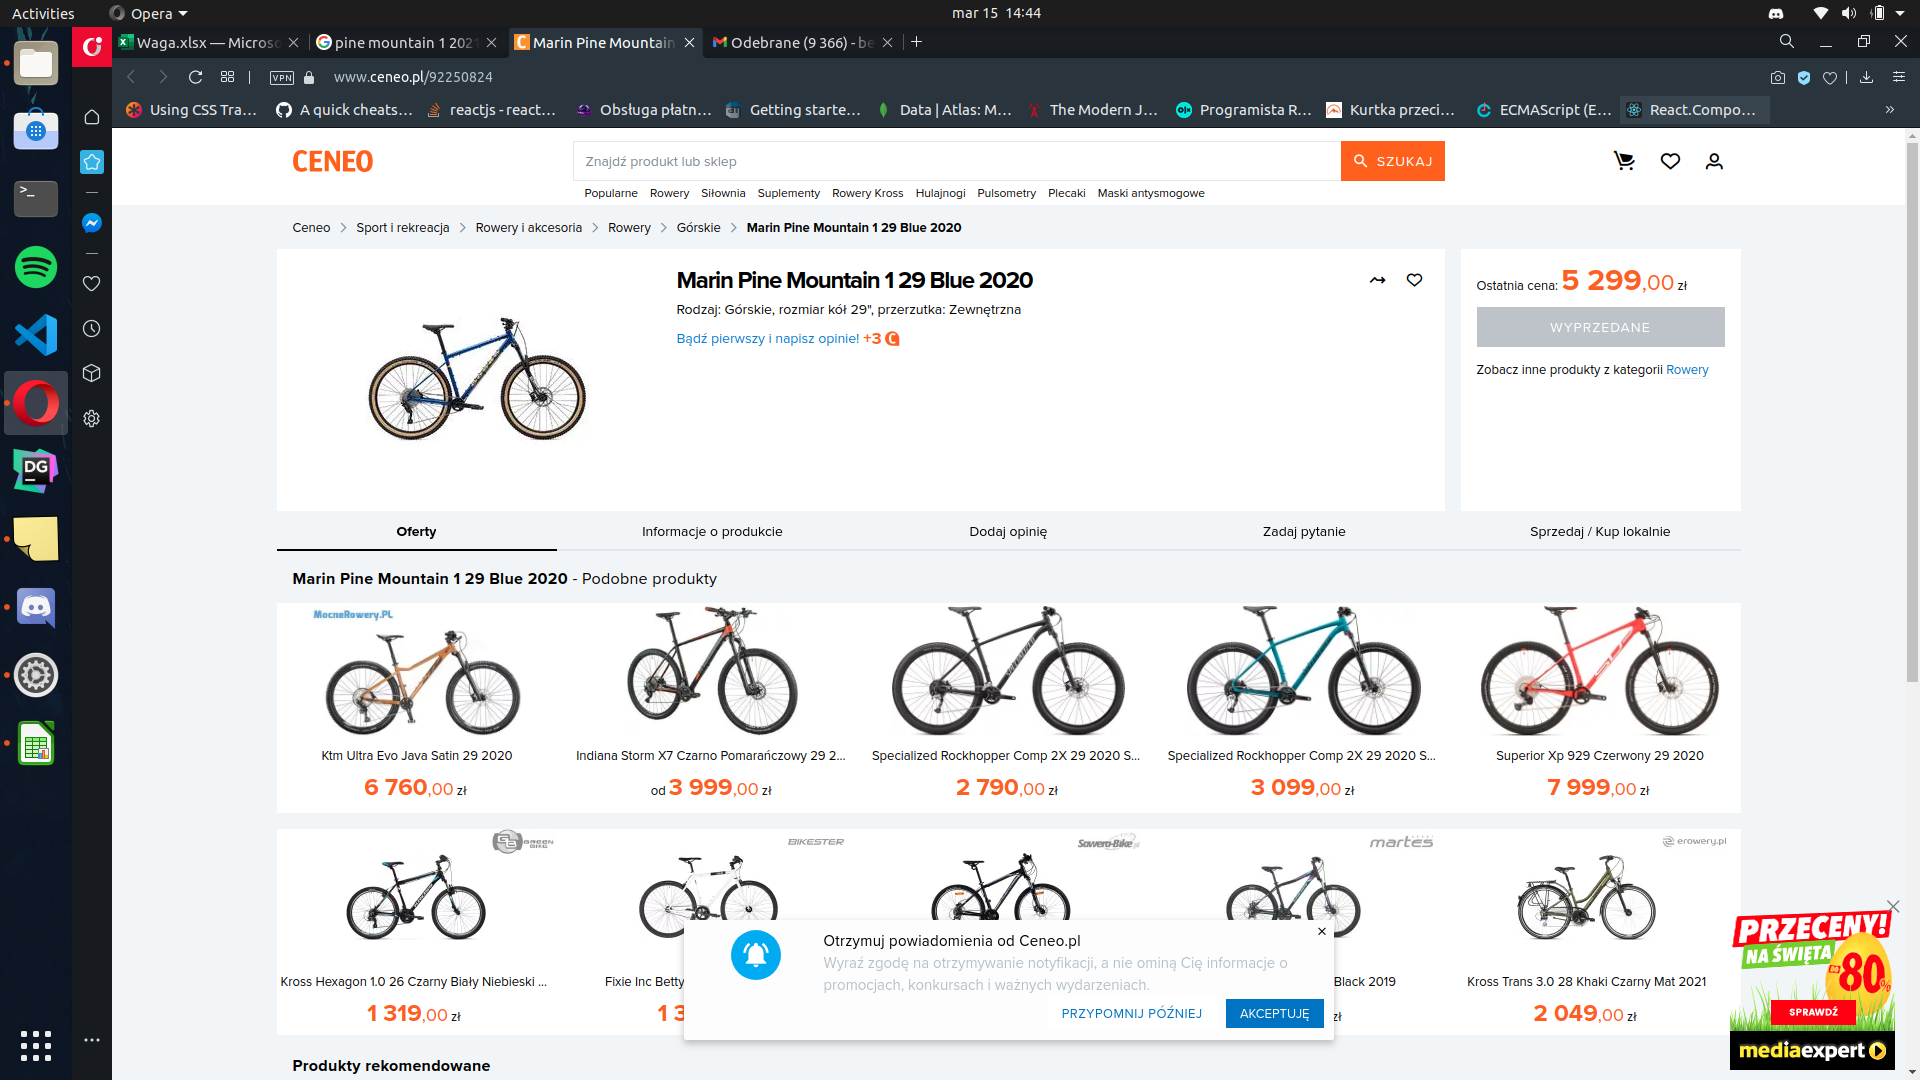 Activities
Opera
mar 15 14:44
Waga.xlsx — Microso
pine mountain 1 2021
Marin Pine Mountain
Odebrane (9 366) - be
VPN
www.ceneo.pl/92250824
Using CSS Tra...
A quick cheats...
reactjs - react...
Obsługa płatn...
Getting starte...
Data | Atlas: M...
The Modern J...
Programista R...
Kurtka przeci...
ECMAScript (E...
React.Compo...
»
CENEO
Znajdź produkt lub sklep
SZUKAJ
Popularne Rowery Siłownia Suplementy Rowery Kross Hulajnogi Pulsometry Plecaki Maski antysmogowe
Ceneo > Sport i rekreacja > Rowery i akcesoria > Rowery > Górskie > Marin Pine Mountain 1 29 Blue 2020
Marin Pine Mountain 1 29 Blue 2020
Rodzaj: Górskie, rozmiar kół 29", przerzutka: Zewnętrzna
Bądź pierwszy i napisz opinie! +3
Ostatnia cena: 5 299,00 zł
WYPRZEDANE
Zobacz inne produkty z kategorii Rowery
Oferty
Informacje o produkcie
Dodaj opinię
Zadaj pytanie
Sprzedaj / Kup lokalnie
Marin Pine Mountain 1 29 Blue 2020 - Podobne produkty
MocneRowery.PL
Ktm Ultra Evo Java Satin 29 2020
6 760,00 zł
Indiana Storm X7 Czarno Pomarańczowy 29 2...
od 3 999,00 zł
Specialized Rockhopper Comp 2X 29 2020 S...
2 790,00 zł
Specialized Rockhopper Comp 2X 29 2020 S...
3 099,00 zł
Superior Xp 929 Czerwony 29 2020
7 999,00 zł
GREEN BIKE
Kross Hexagon 1.0 26 Czarny Biały Niebieski ...
1 319,00 zł
BIKESTER
Fixie Inc Betty
1 3
Sawero-Bike.pl
martes
Black 2019
zł
erowery.pl
Kross Trans 3.0 28 Khaki Czarny Mat 2021
2 049,00 zł
Otrzymuj powiadomienia od Ceneo.pl
Wyraź zgodę na otrzymywanie notyfikacji, a nie ominą Cię informacje o
promocjach, konkursach i ważnych wydarzeniach.
PRZYPOMNIJ PÓŹNIEJ
AKCEPTUJĘ
PRZECENY!
NA ŚWIĘTA
DO 80%
SPRAWDŹ
mediaexpert
Produkty rekomendowane
DG